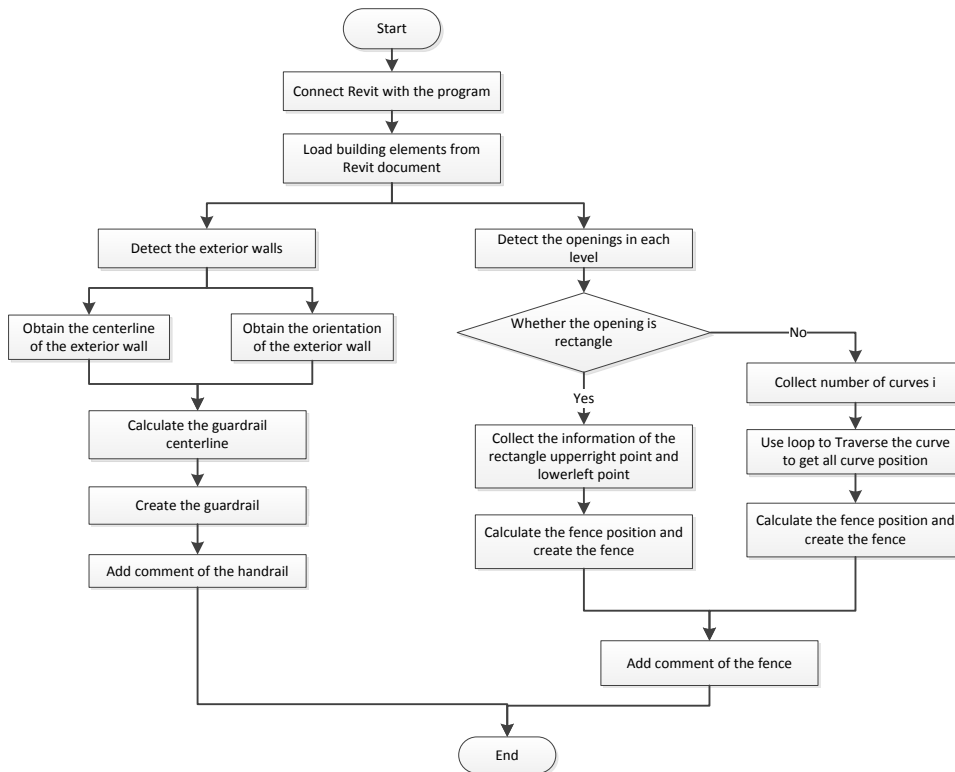 Start
Connect Revit with the program
Load building elements from
Revit document
Detect the exterior walls
Detect the openings in each
level
Obtain the centerline
of the exterior wall
Obtain the orientation
of the exterior wall
Whether the opening is
rectangle
No
Yes
Collect number of curves i
Calculate the guardrail
centerline
Collect the information of the
rectangle upperright point and
lowerleft point
Use loop to Traverse the curve
to get all curve position
Create the guardrail
Calculate the fence position and
create the fence
Calculate the fence position and
create the fence
Add comment of the handrail
Add comment of the fence
End